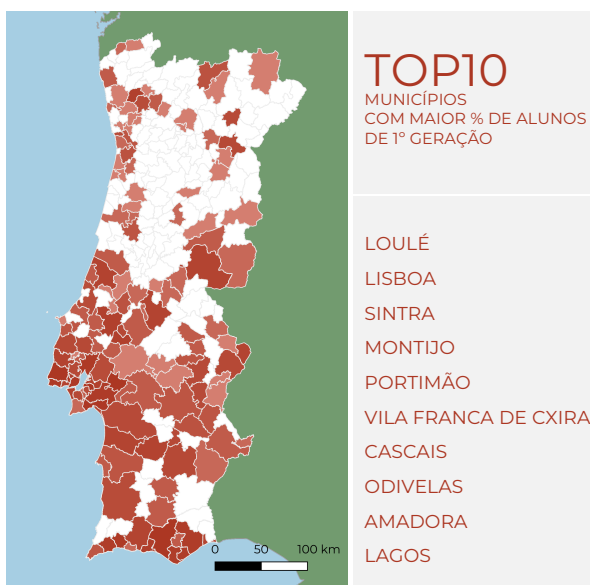 TOP10
MUNICÍPIOS
COM MAIOR % DE ALUNOS
DE 1º GERAÇÃO
LOULÉ
LISBOA
SINTRA
MONTIJO
PORTIMÃO
VILA FRANCA DE CXIRA
CASCAIS
ODIVELAS
AMADORA
LAGOS
0 50 100 km